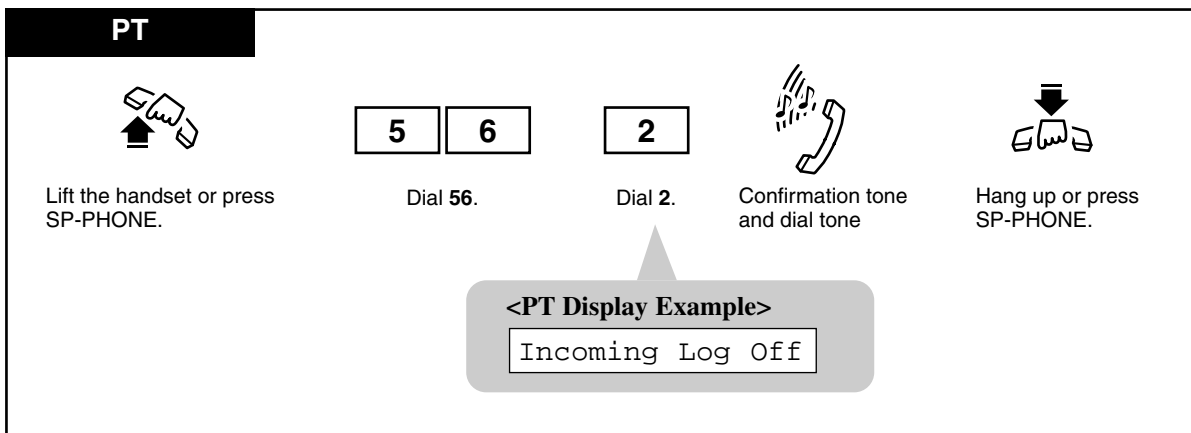 PT
5 6 2
Lift the handset or press
SP-PHONE.
Dial 56.
Dial 2.
Confirmation tone
and dial tone
Hang up or press
SP-PHONE.
<PT Display Example>
Incoming Log Off